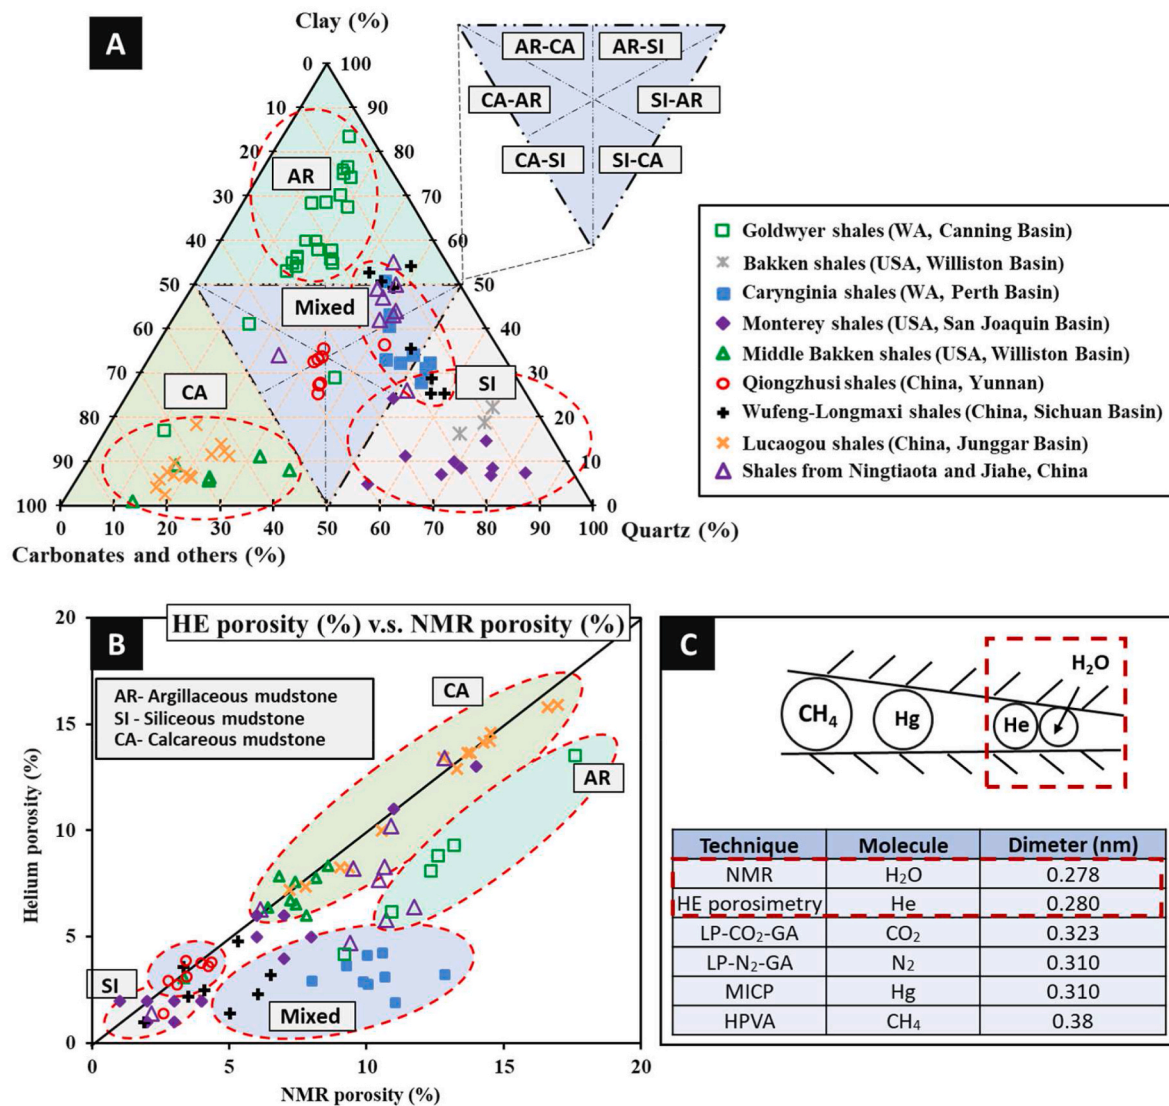 A
Clay (%)
0 100
10 90
20 80
30 70
40 60
50 50
60 40
70 30
80 20
90 10
100 0
0 10 20 30 40 50 60 70 80 90 100
Carbonates and others (%)
Quartz (%)
AR
Mixed
CA
SI
AR-CA AR-SI
CA-AR SI-AR
CA-SI SI-CA
Goldwyer shales (WA, Canning Basin)
Bakken shales (USA, Williston Basin)
Carynginia shales (WA, Perth Basin)
Monterey shales (USA, San Joaquin Basin)
Middle Bakken shales (USA, Williston Basin)
Qiongzhusi shales (China, Yunnan)
Wufeng-Longmaxi shales (China, Sichuan Basin)
Lucaogou shales (China, Junggar Basin)
Shales from Ningtiaota and Jiahe, China
B
HE porosity (%) v.s. NMR porosity (%)
AR- Argillaceous mudstone
SI - Siliceous mudstone
CA- Calcareous mudstone
CA
AR
SI
Mixed
20
15
10
5
0
Helium porosity (%)
0 5 10 15 20
NMR porosity (%)
C
H2O
CH4 Hg He
Technique Molecule Dimeter (nm)
NMR H2O 0.278
HE porosimetry He 0.280
LP-CO2-GA CO2 0.323
LP-N2-GA N2 0.310
MICP Hg 0.310
HPVA CH4 0.38